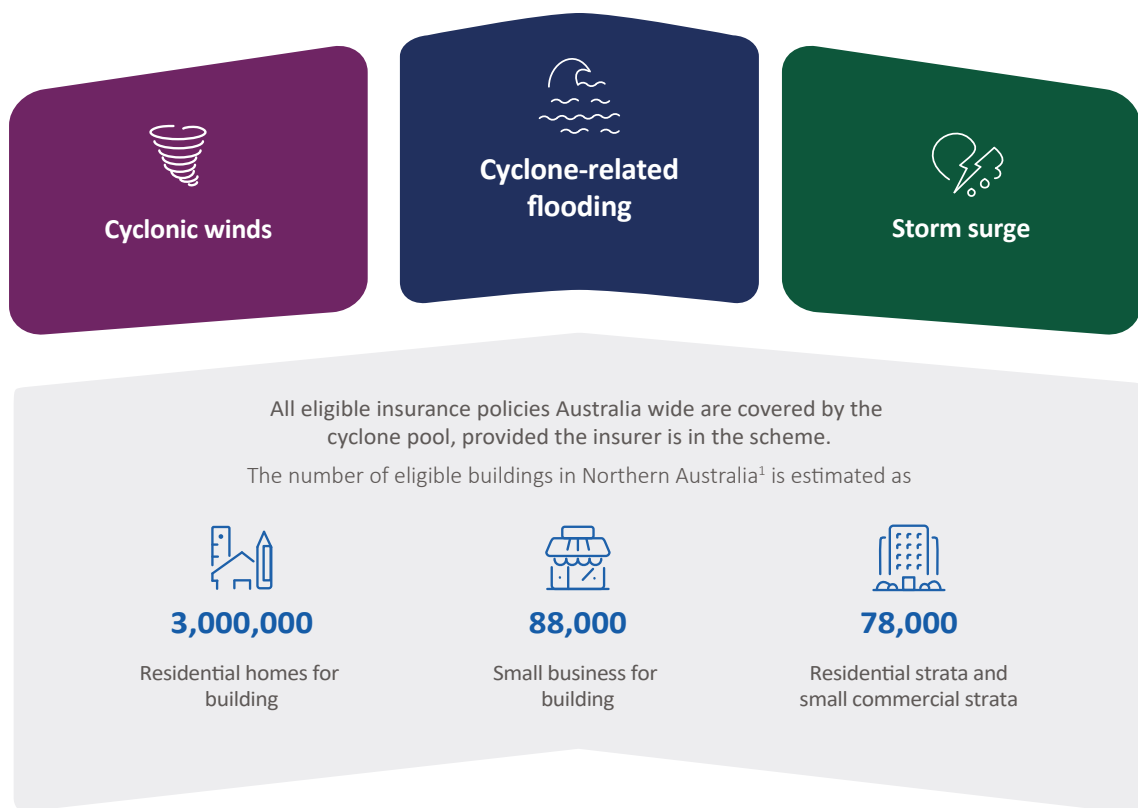 Cyclonic winds
Cyclone-related
flooding
Storm surge
All eligible insurance policies Australia wide are covered by the
cyclone pool, provided the insurer is in the scheme.
The number of eligible buildings in Northern Australia¹ is estimated as
3,000,000
Residential homes for
building
88,000
Small business for
building
78,000
Residential strata and
small commercial strata